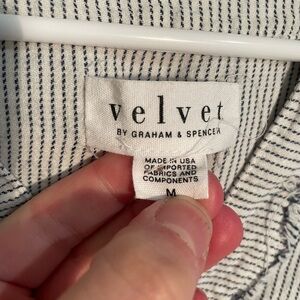 velvet
BY GRAHAM & SPENCER
MADE IN USA
OF IMPORTED
FABRICS AND
COMPONENTS
M